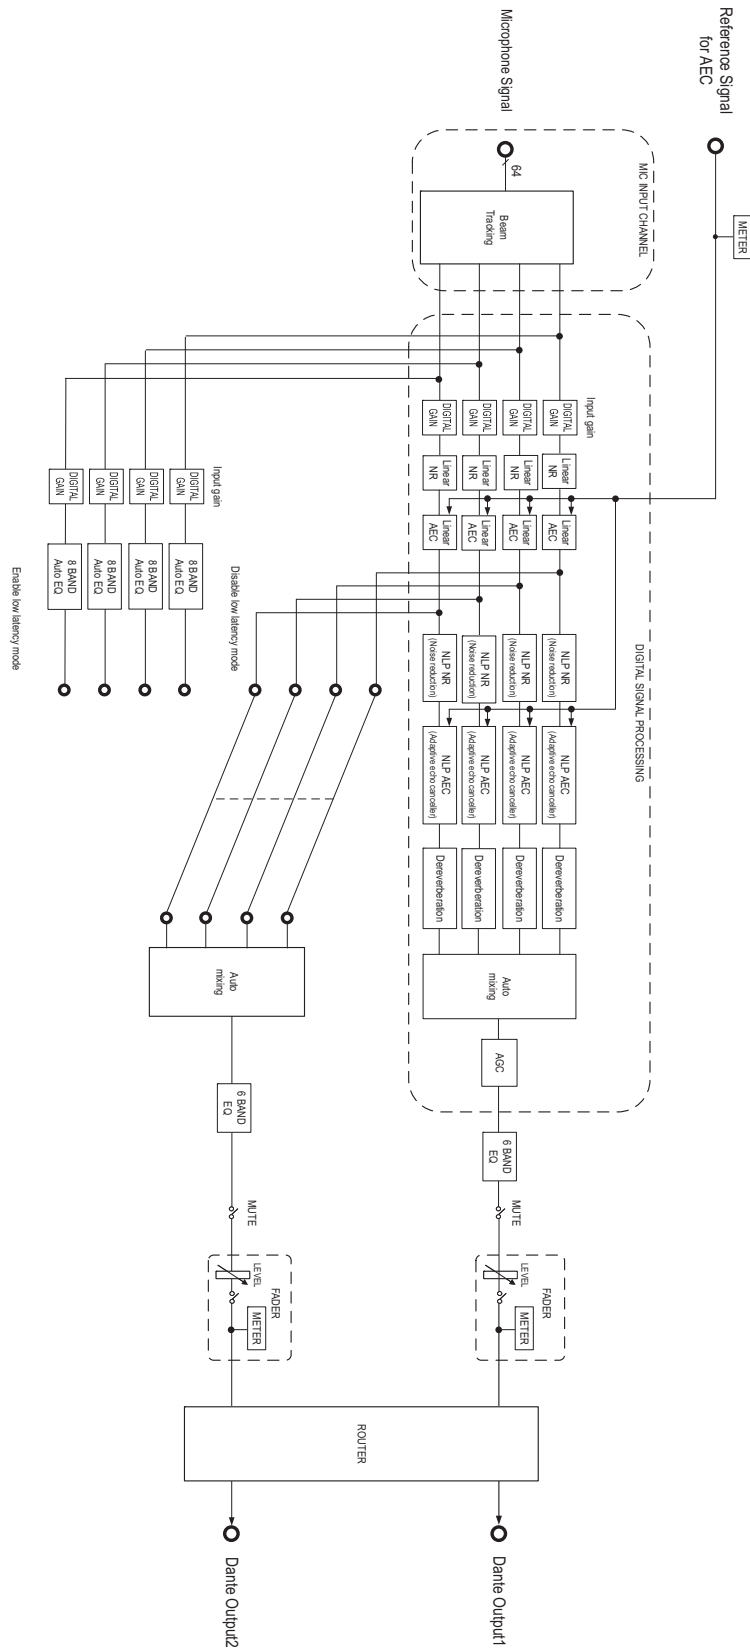 Reference Signal
for AEC
METER
Microphone Signal
MIC INPUT CHANNEL
64
Beam
Tracking
DIGITAL SIGNAL PROCESSING
Input gain
DIGITAL
GAIN
Linear
NR
Linear
AEC
NLP NR
(Noise reduction)
NLP AEC
(Adaptive echo canceller)
Dereverberation
DIGITAL
GAIN
Linear
NR
Linear
AEC
NLP NR
(Noise reduction)
NLP AEC
(Adaptive echo canceller)
Dereverberation
DIGITAL
GAIN
Linear
NR
Linear
AEC
NLP NR
(Noise reduction)
NLP AEC
(Adaptive echo canceller)
Dereverberation
DIGITAL
GAIN
Linear
NR
Linear
AEC
NLP NR
(Noise reduction)
NLP AEC
(Adaptive echo canceller)
Dereverberation
Auto
mixing
AGC
6 BAND
EQ
MUTE
FADER
LEVEL
METER
ROUTER
Dante Output1
Disable low latency mode
Input gain
DIGITAL
GAIN
8 BAND
Auto EQ
DIGITAL
GAIN
8 BAND
Auto EQ
DIGITAL
GAIN
8 BAND
Auto EQ
DIGITAL
GAIN
8 BAND
Auto EQ
Enable low latency mode
Auto
mixing
6 BAND
EQ
MUTE
FADER
LEVEL
METER
Dante Output2